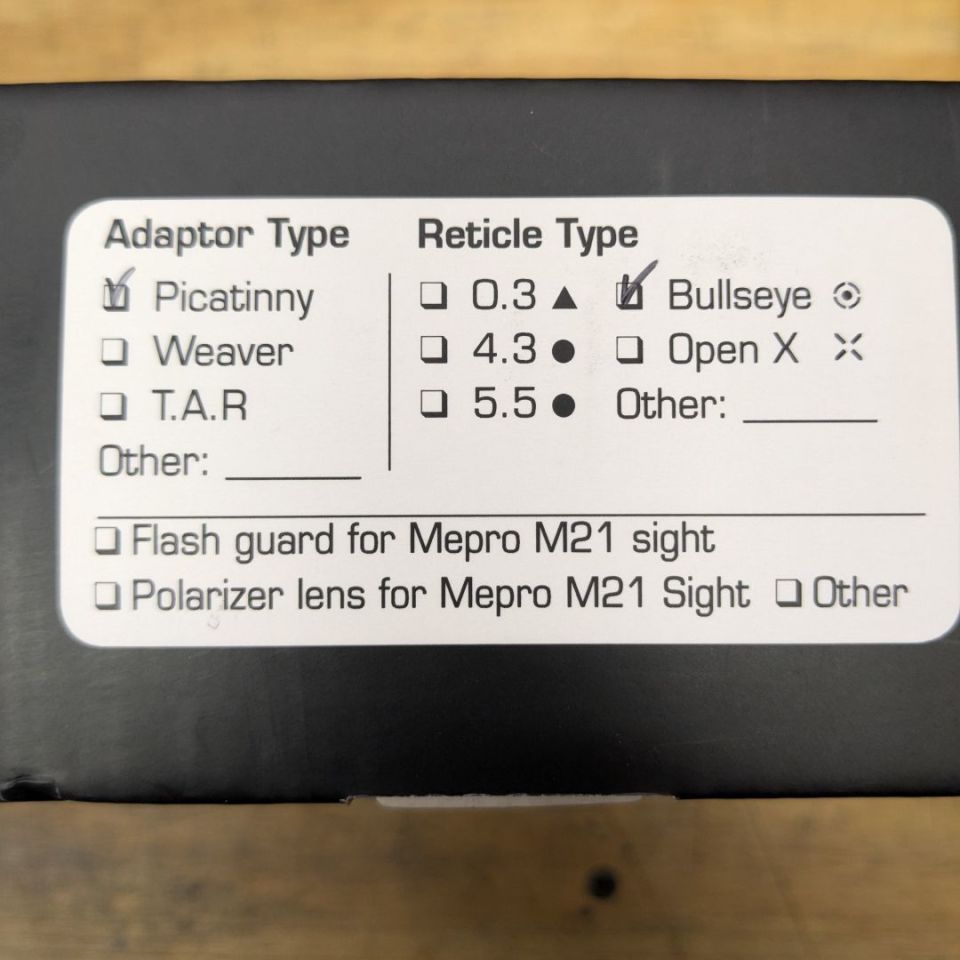 Adaptor Type
☑ Picatinny
☐ Weaver
☐ T.A.R
Other: ______
Reticle Type
☐ 0.3 ▲
☐ 4.3 ●
☐ 5.5 ●
☑ Bullseye
☐ Open X
Other: ______
☐ Flash guard for Mepro M21 sight
☐ Polarizer lens for Mepro M21 Sight ☐ Other